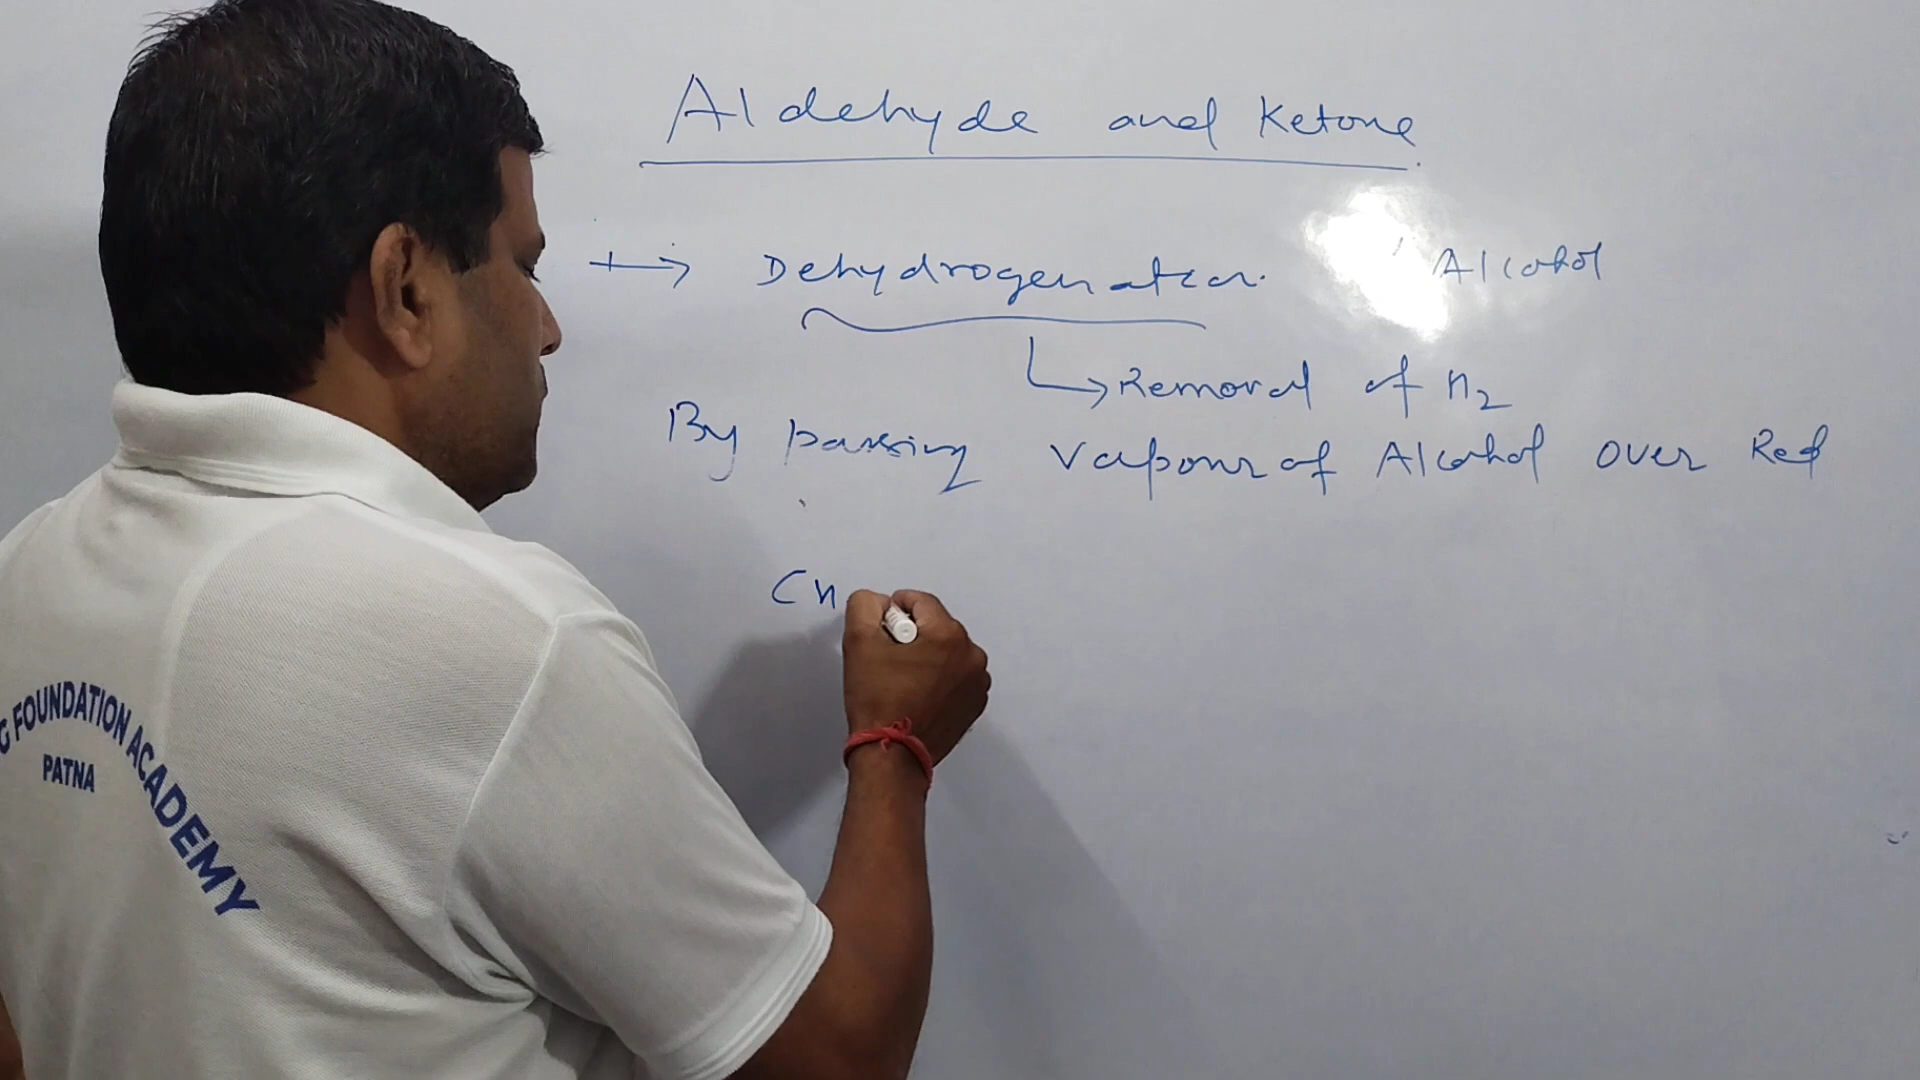 Aldehyde and Ketone
→ Dehydrogenation. Alcohol
↳ Removal of H2
By passing vapour of Alcohol over Red
CH
G FOUNDATION ACADEMY
PATNA